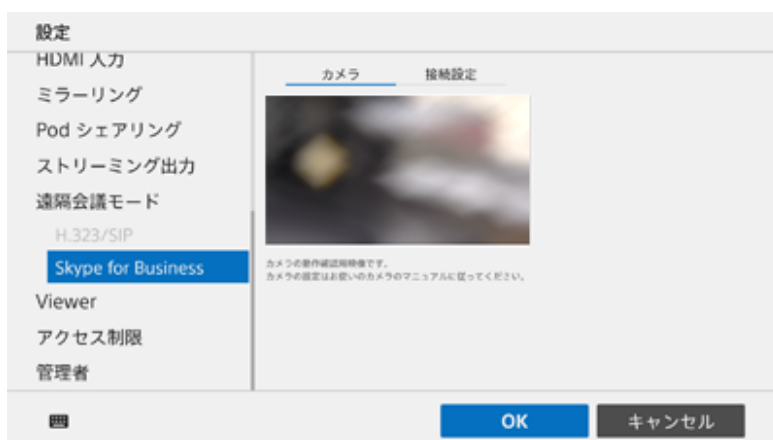 設定
HDMI 入力
ミラーリング
Pod シェアリング
ストリーミング出力
遠隔会議モード
H.323/SIP
Skype for Business
Viewer
アクセス制限
管理者
カメラ
接続設定
カメラの動作確認用映像です。
カメラの設定はお使いのカメラのマニュアルに従ってください。
OK
キャンセル